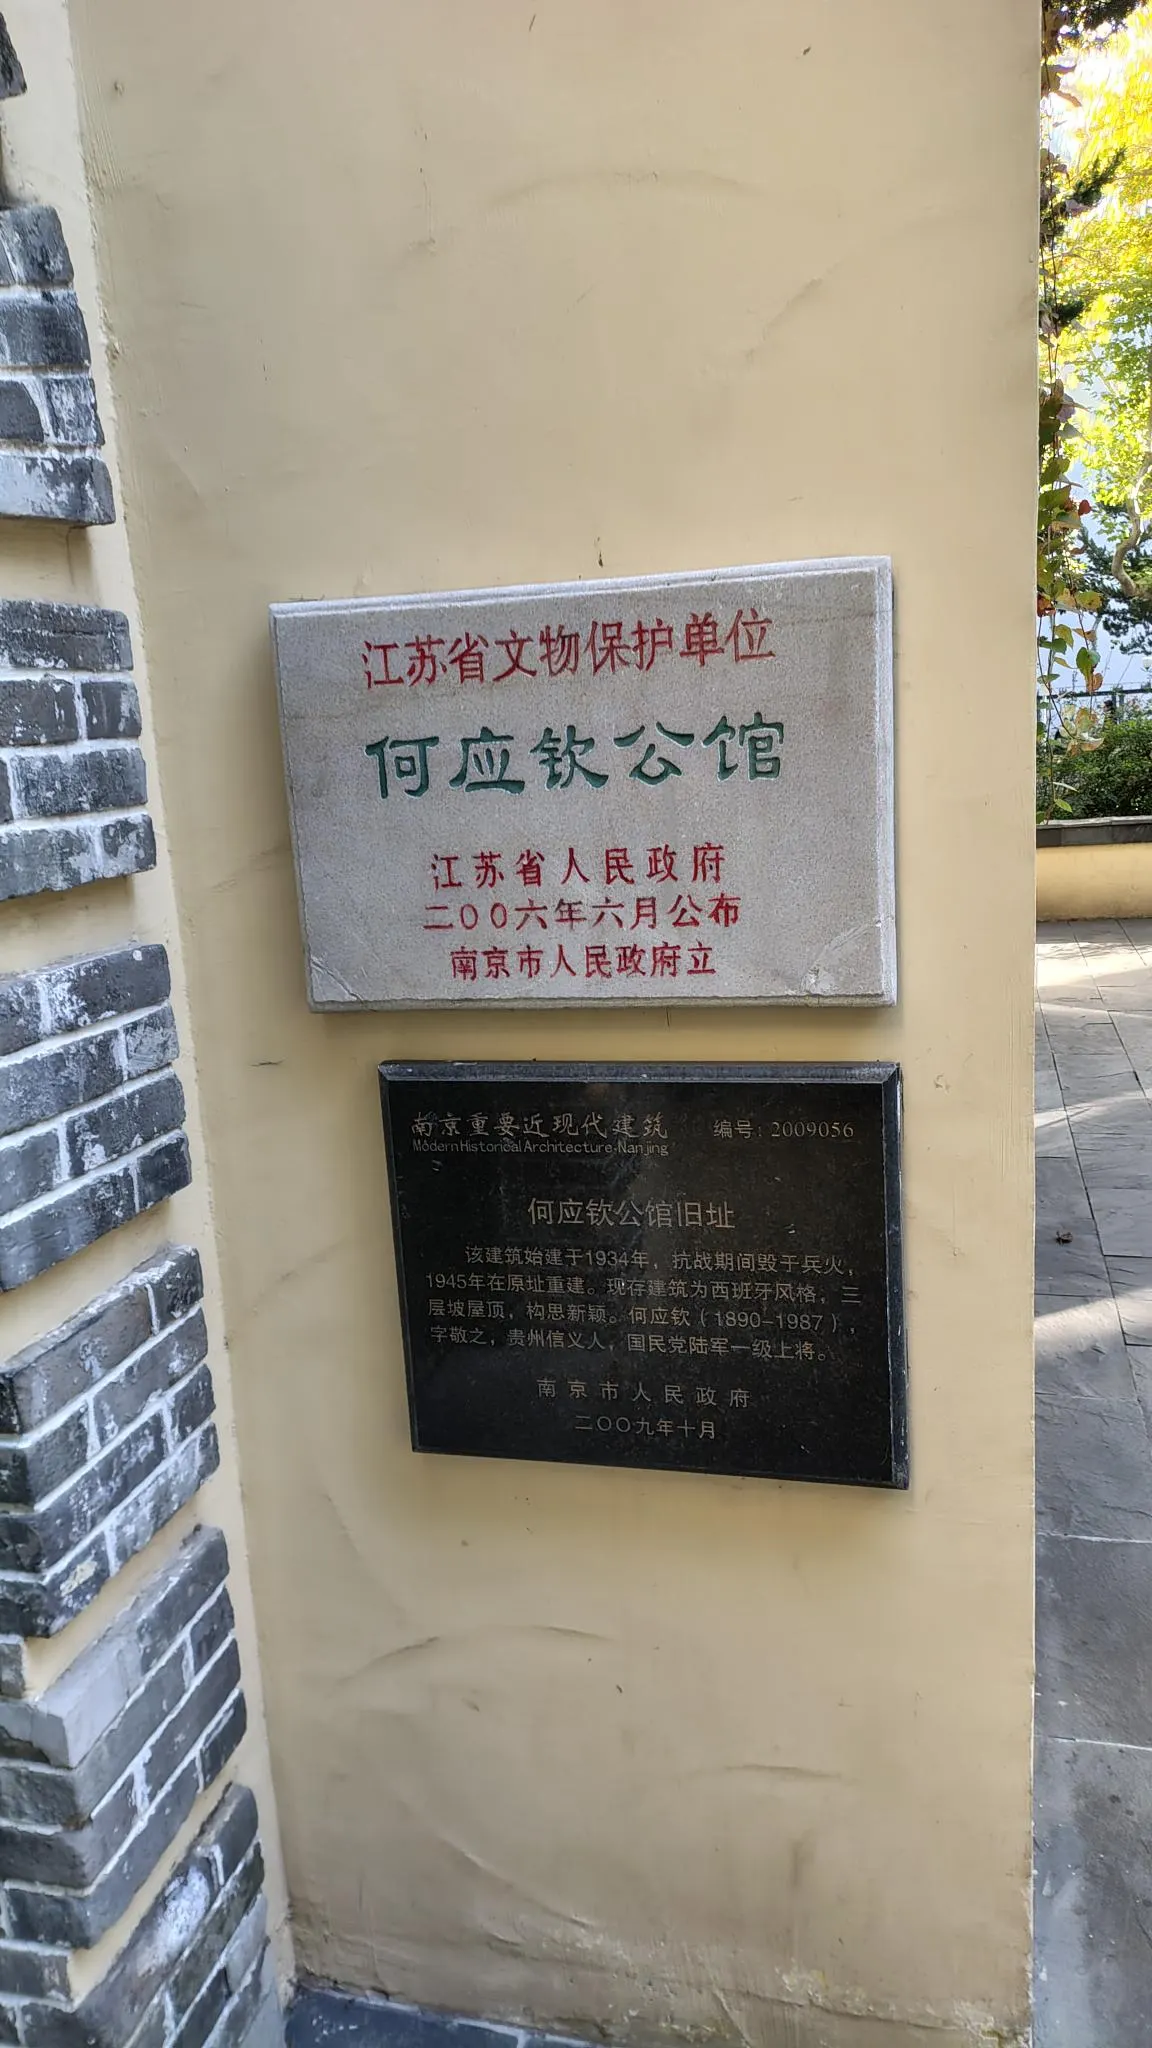 江苏省文物保护单位
何应钦公馆
江苏省人民政府
二〇〇六年六月公布
南京市人民政府立
南京重要近现代建筑 编号：2009056
Modern Historical Architecture·Nanjing
何应钦公馆旧址
该建筑始建于1934年，抗战期间毁于兵火，
1945年在原址重建。现存建筑为西班牙风格，三
层坡屋顶，构思新颖。何应钦（1890-1987），
字敬之，贵州信义人，国民党陆军一级上将。
南京市人民政府
二〇〇九年十月